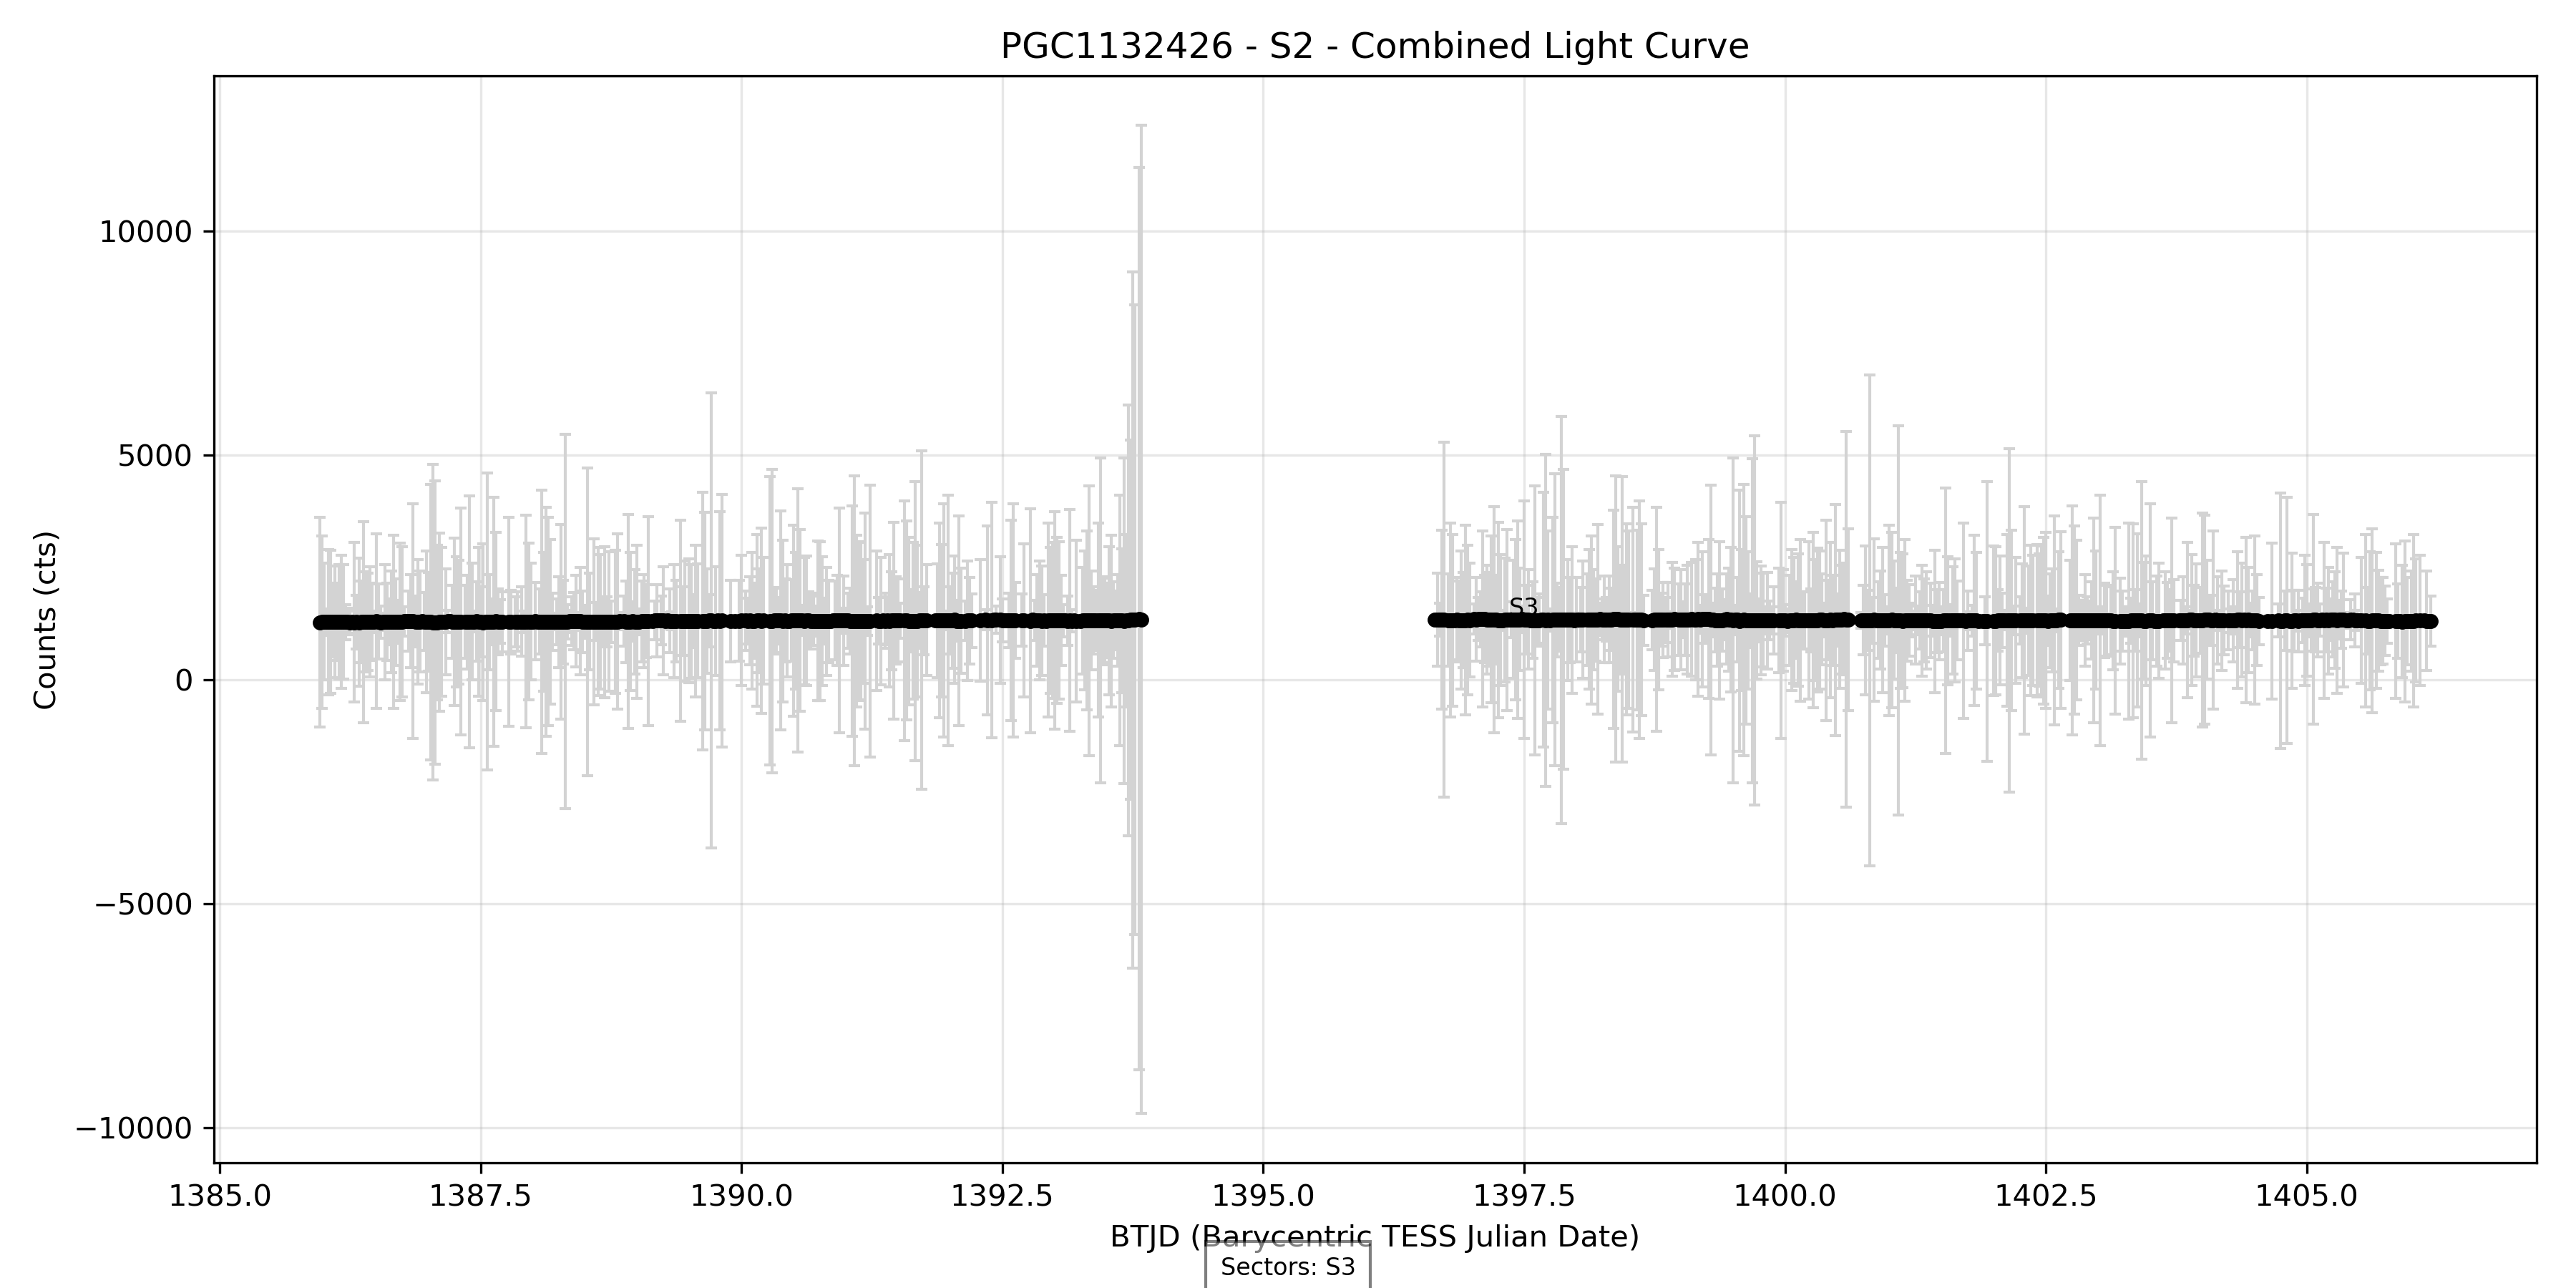 PGC1132426 - S2 - Combined Light Curve
Counts (cts)
10000
5000
0
−5000
−10000
S3
1385.0 1387.5 1390.0 1392.5 1395.0 1397.5 1400.0 1402.5 1405.0
BTJD (Barycentric TESS Julian Date)
Sectors: S3